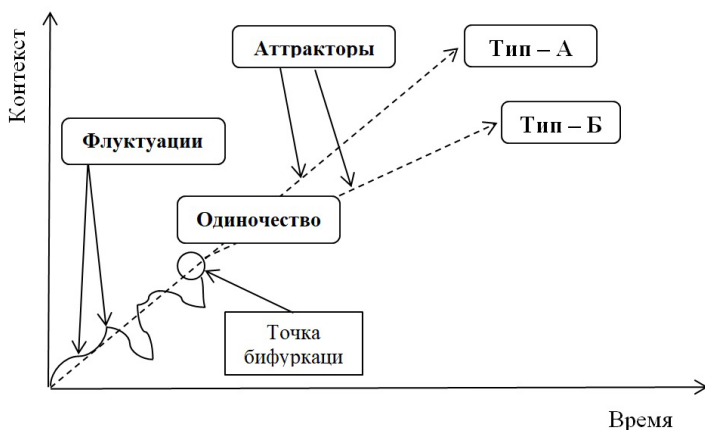 Контекст
Аттракторы
Тип – А
Тип – Б
Флуктуации
Одиночество
Точка
бифуркаци
Время